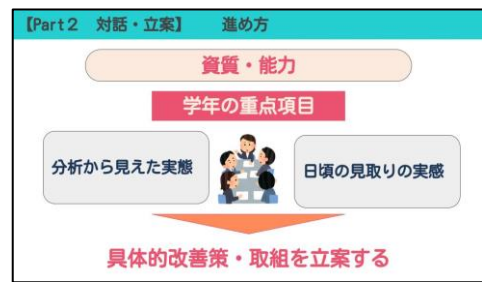 【Part２　対話・立案】　　進め方
資質・能力
学年の重点項目
分析から見えた実態
日頃の見取りの実感
具体的改善策・取組を立案する